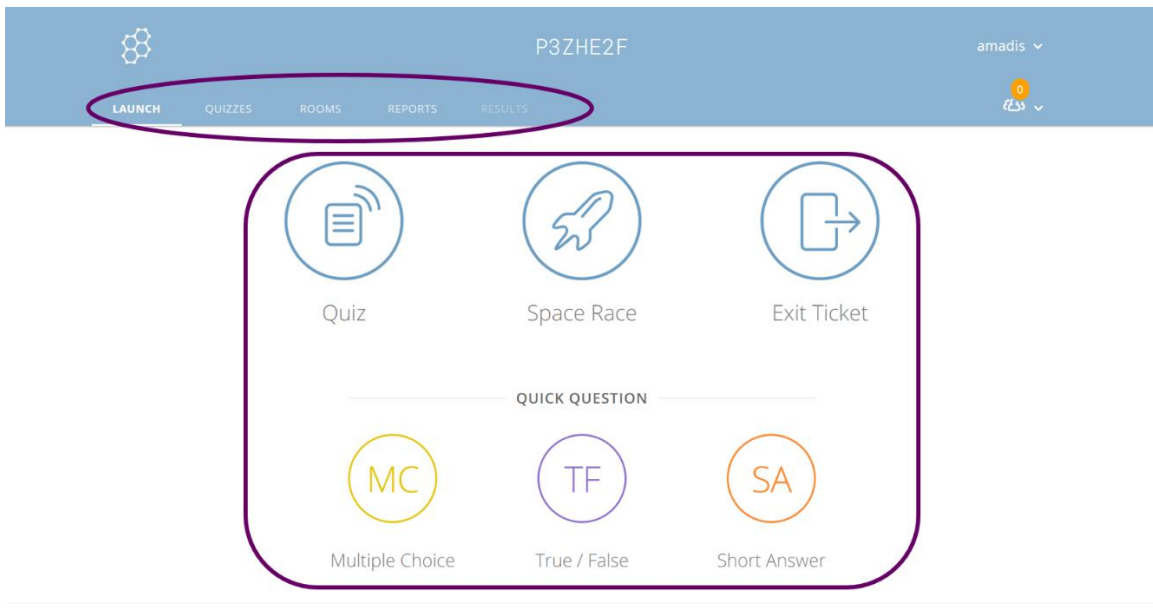 P3ZHE2F
amadis
0
LAUNCH QUIZZES ROOMS REPORTS RESULTS
Quiz Space Race Exit Ticket
QUICK QUESTION
MC TF SA
Multiple Choice True / False Short Answer